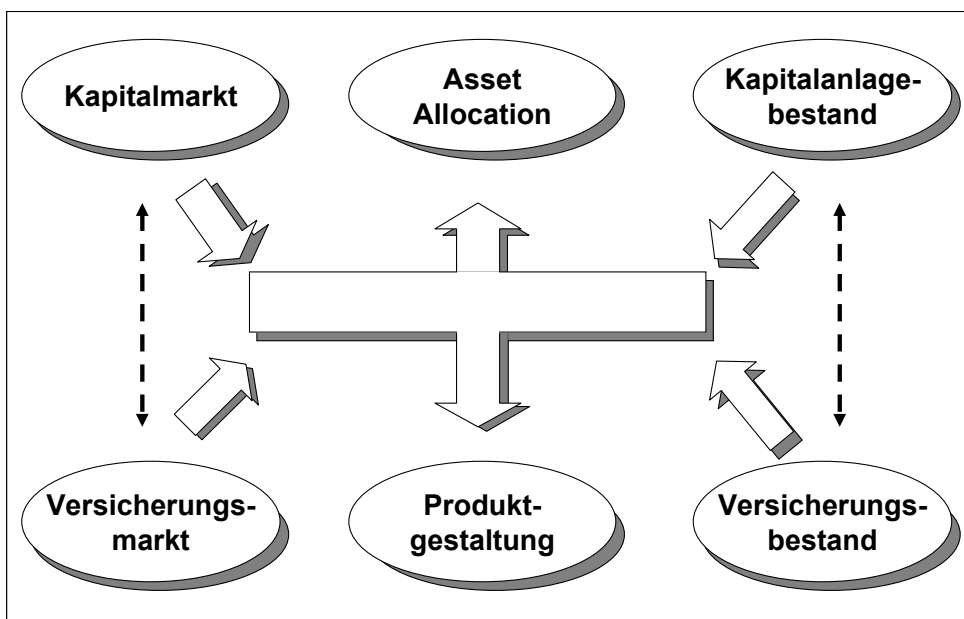 Kapitalmarkt
Asset
Allocation
Kapitalanlage-
bestand
Versicherungs-
markt
Produkt-
gestaltung
Versicherungs-
bestand